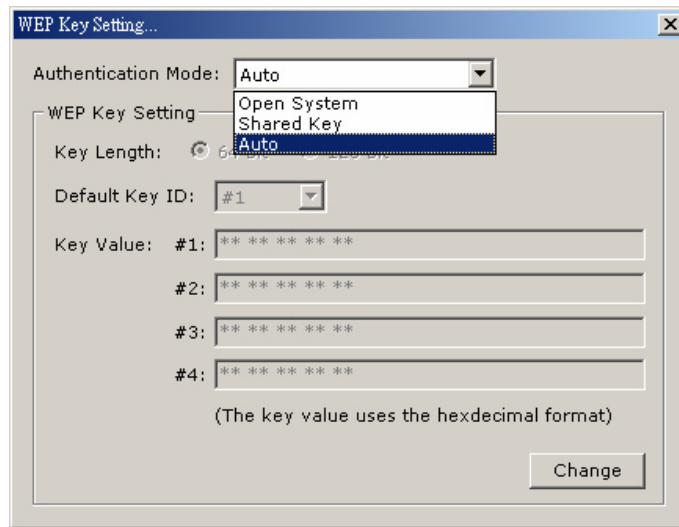 WEP Key Setting...
Authentication Mode: Auto
Open System
Shared Key
Auto
WEP Key Setting
Key Length:
Default Key ID: #1
Key Value: #1: ** ** ** ** **
#2: ** ** ** ** **
#3: ** ** ** ** **
#4: ** ** ** ** **
(The key value uses the hexdecimal format)
Change